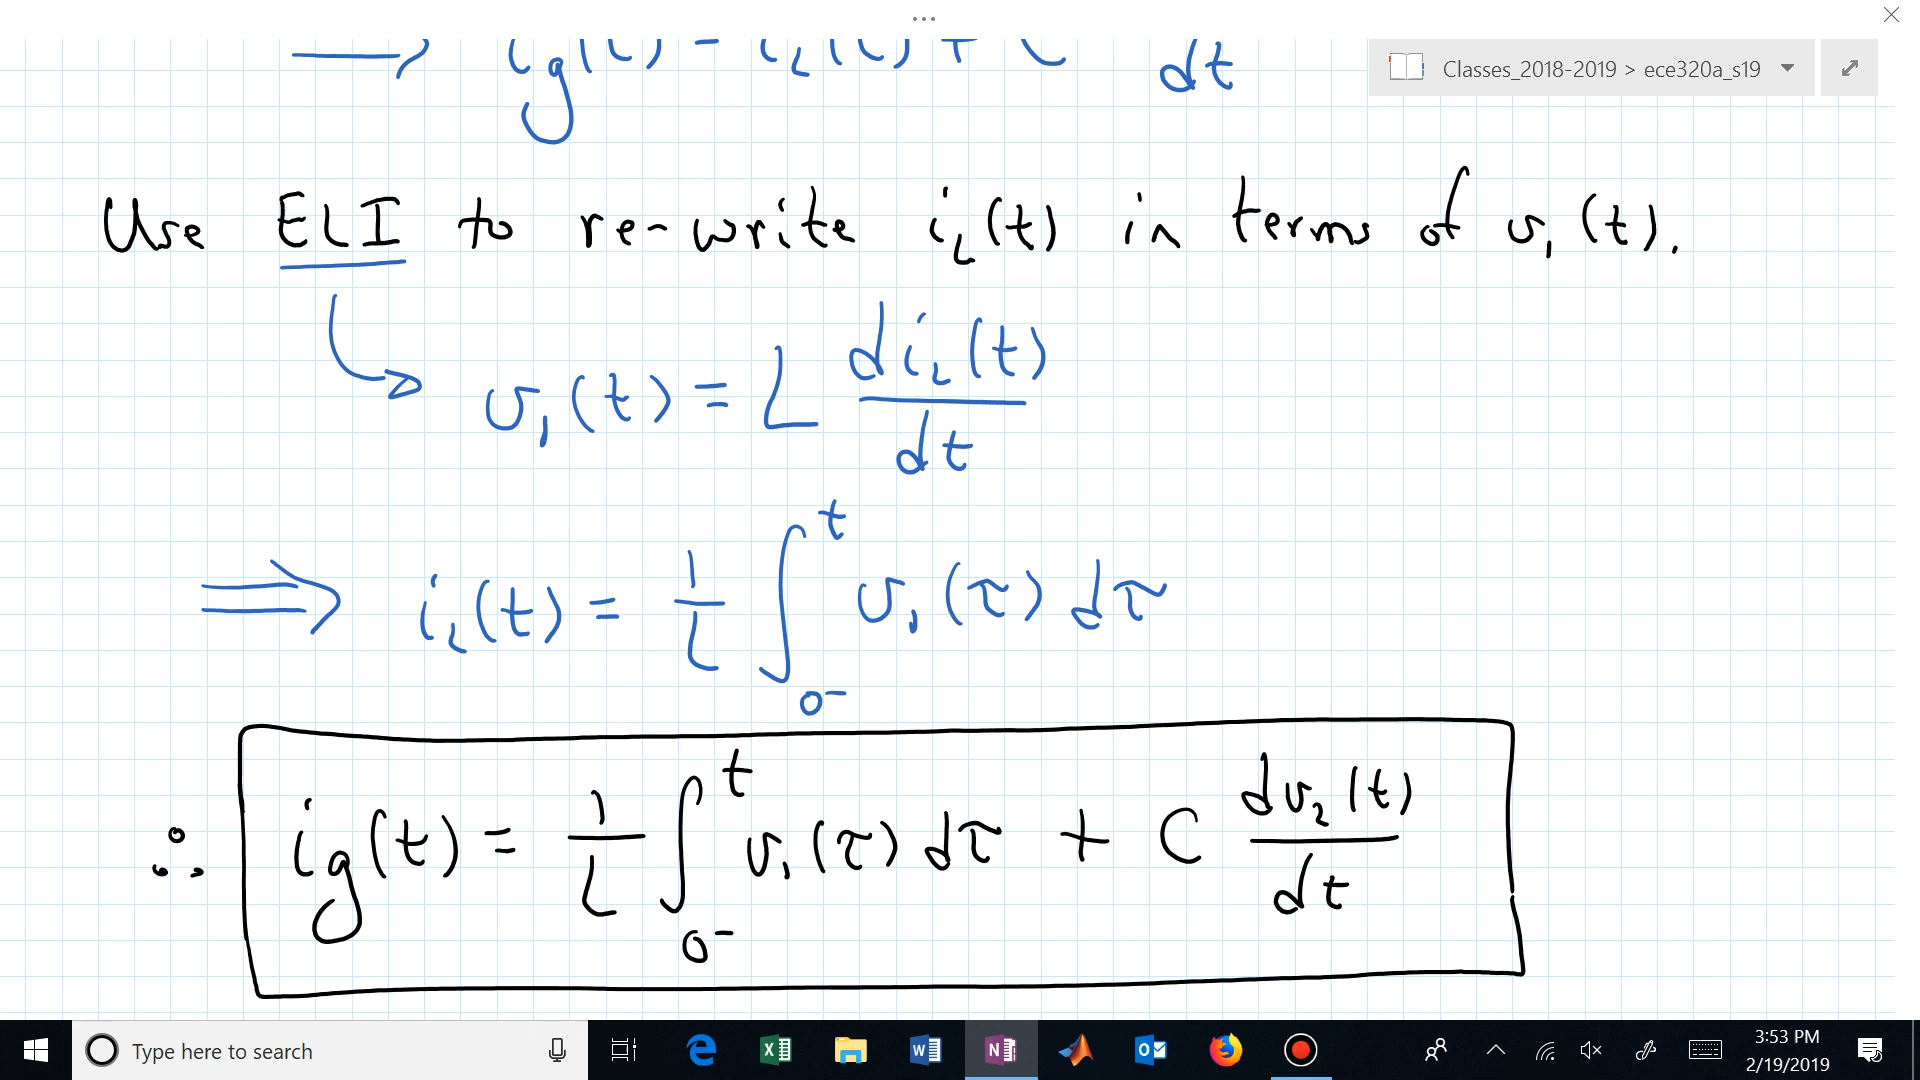 Classes_2018-2019 > ece320a_s19
⟹ i_g(t) = i_L(t) + C dt
Use ELI to re-write i_L(t) in terms of v_1(t).
v_1(t) = L di_L(t)/dt
⟹ i_L(t) = 1/L ∫_{0^-}^{t} v_1(τ) dτ
∴ i_g(t) = 1/L ∫_{0^-}^{t} v_1(τ) dτ + C dv_2(t)/dt
Type here to search
3:53 PM
2/19/2019